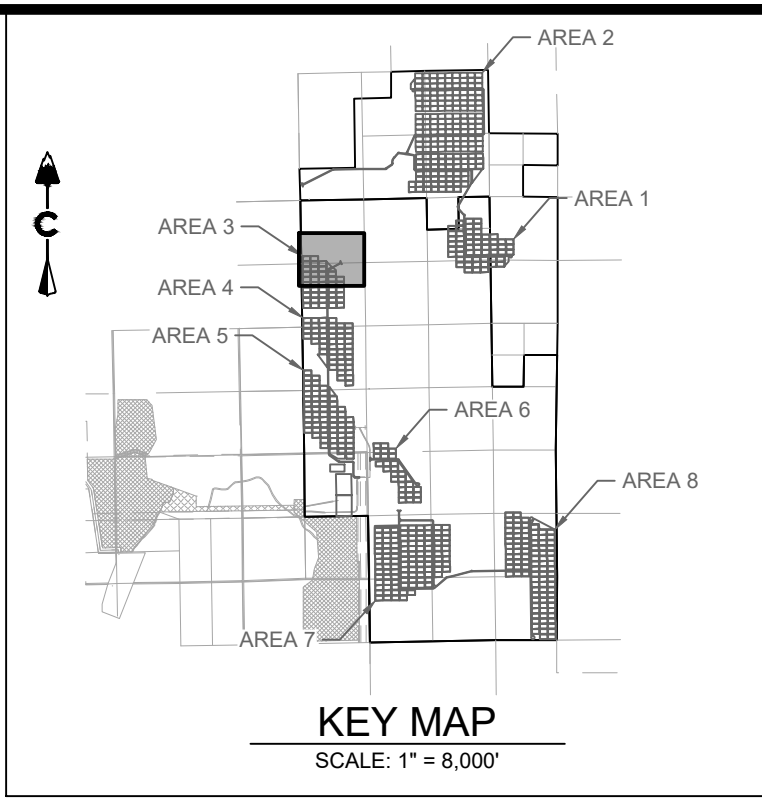 AREA 2
AREA 1
AREA 3
AREA 4
AREA 5
AREA 6
AREA 8
AREA 7
KEY MAP
SCALE: 1" = 8,000'